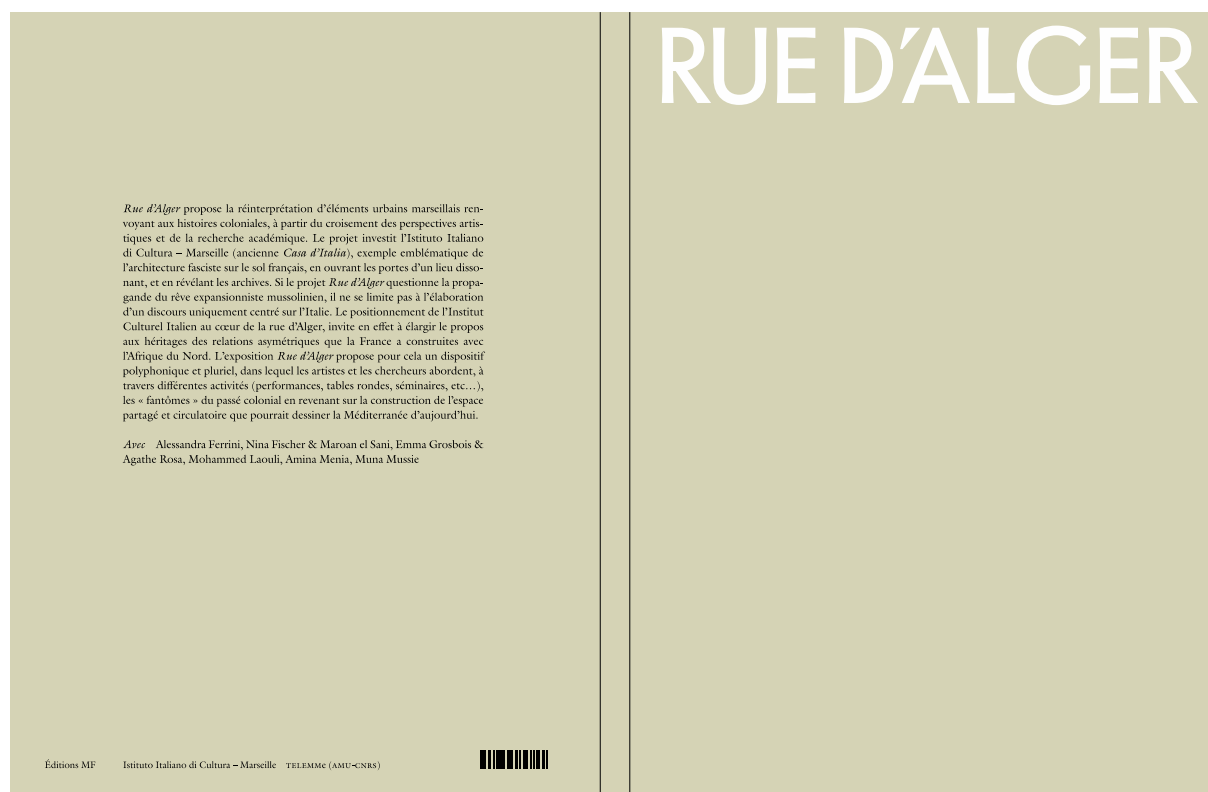 Rue d’Alger propose la réinterprétation d’éléments urbains marseillais ren-
voyant aux histoires coloniales, à partir du croisement des perspectives artis-
tiques et de la recherche académique. Le projet investit l’Istituto Italiano
di Cultura – Marseille (ancienne Casa d’Italia), exemple emblématique de
l’architecture fasciste sur le sol français, en ouvrant les portes d’un lieu disso-
nant, et en révélant les archives. Si le projet Rue d’Alger questionne la propa-
gande du rêve expansionniste mussolinien, il ne se limite pas à l’élaboration
d’un discours uniquement centré sur l’Italie. Le positionnement de l’Institut
Culturel Italien au cœur de la rue d’Alger, invite en effet à élargir le propos
aux héritages des relations asymétriques que la France a construites avec
l’Afrique du Nord. L’exposition Rue d’Alger propose pour cela un dispositif
polyphonique et pluriel, dans lequel les artistes et les chercheurs abordent, à
travers différentes activités (performances, tables rondes, séminaires, etc…),
les « fantômes » du passé colonial en revenant sur la construction de l’espace
partagé et circulatoire que pourrait dessiner la Méditerranée d’aujourd’hui.
Avec Alessandra Ferrini, Nina Fischer & Maroan el Sani, Emma Grosbois &
Agathe Rosa, Mohammed Laouli, Amina Menia, Muna Mussie
Éditions MF Istituto Italiano di Cultura – Marseille TELEMMe (AMU-CNRS)
RUE D’ALGER